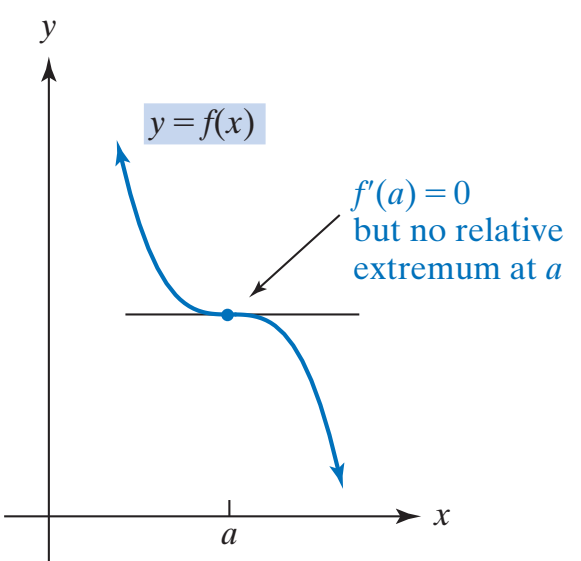 y
y = f(x)
f′(a) = 0
but no relative
extremum at a
x
a